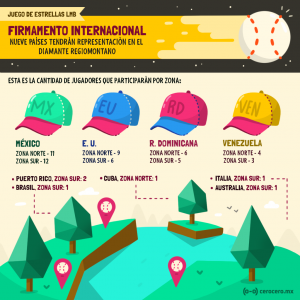 JUEGO DE ESTRELLAS LMB
FIRMAMENTO INTERNACIONAL
NUEVE PAÍSES TENDRÁN REPRESENTACIÓN EN EL
DIAMANTE REGIOMONTANO
ESTA ES LA CANTIDAD DE JUGADORES QUE PARTICIPARÁN POR ZONA:
MX
EU
RD
VEN
MÉXICO
ZONA NORTE - 11
ZONA SUR - 12
E. U.
ZONA NORTE - 9
ZONA SUR - 6
R. DOMINICANA
ZONA NORTE - 6
ZONA SUR - 5
VENEZUELA
ZONA NORTE - 4
ZONA SUR - 3
• PUERTO RICO, ZONA SUR: 2
• BRASIL, ZONA SUR: 1
• CUBA, ZONA NORTE: 1
• ITALIA, ZONA SUR: 1
• AUSTRALIA, ZONA SUR: 1
cerocero.mx